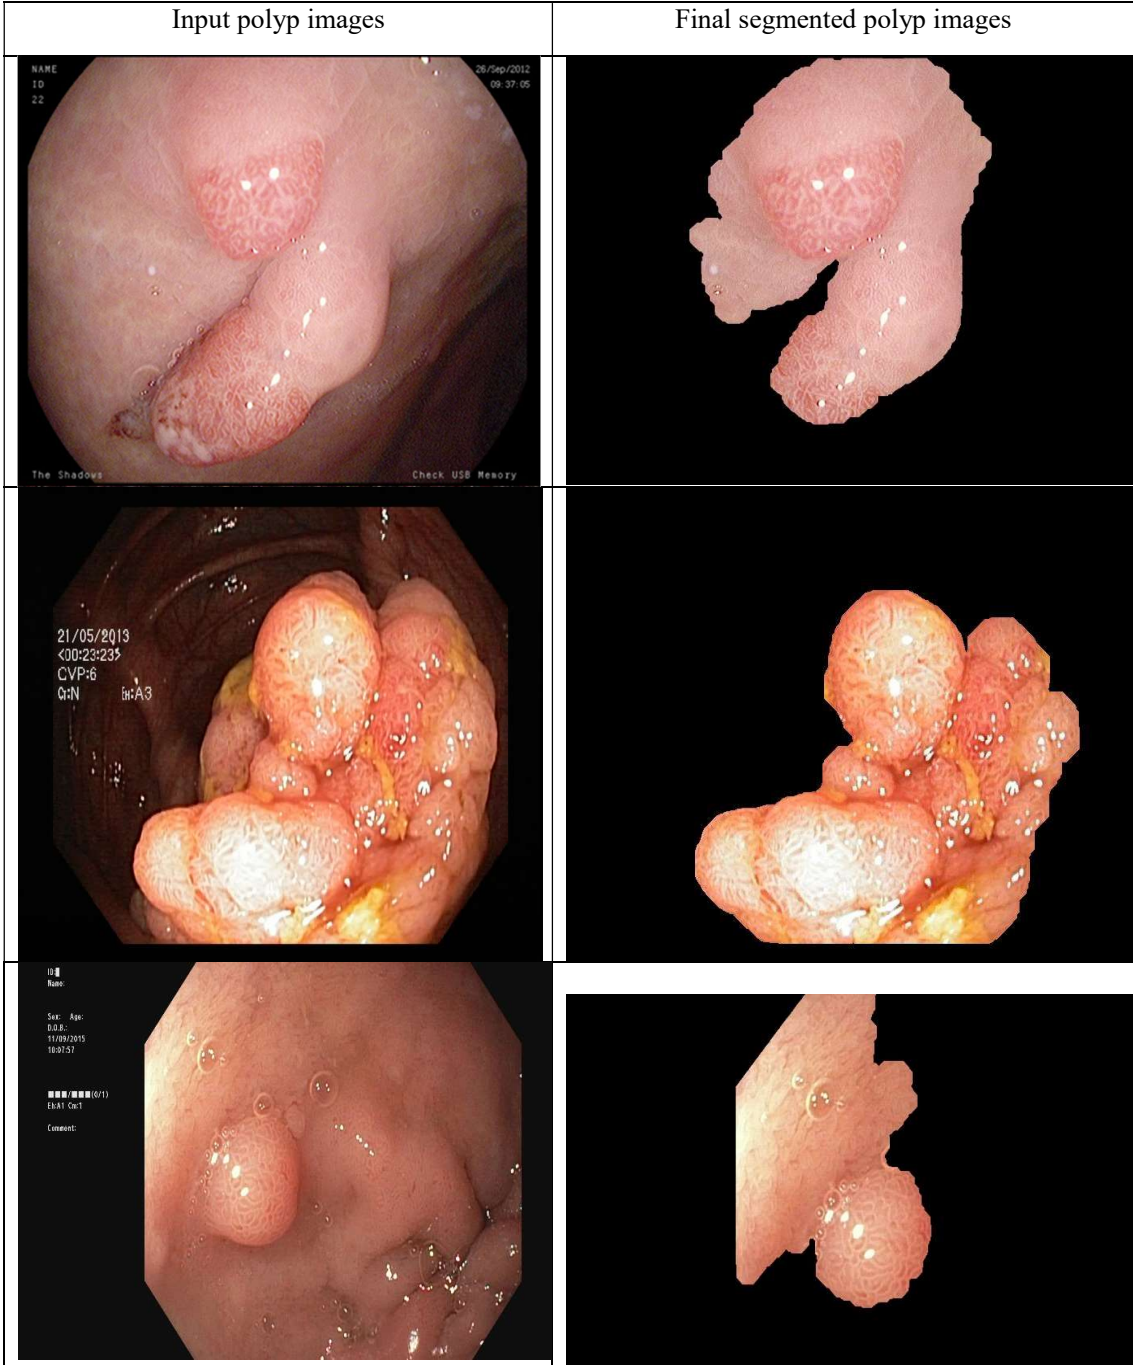 Input polyp images
Final segmented polyp images
NAME
ID
22
26/Sep/2012
09:37:05
The Shadows
Check USB Memory
21/05/2013
<00:23:23>
CVP:6
Cr:N Eh:A3
ID:
Name:
Sex: Age:
D.O.B.:
11/09/2015
10:07:57
■■■/■■■(0/1)
Eh:A1 Cm:1
Comment: